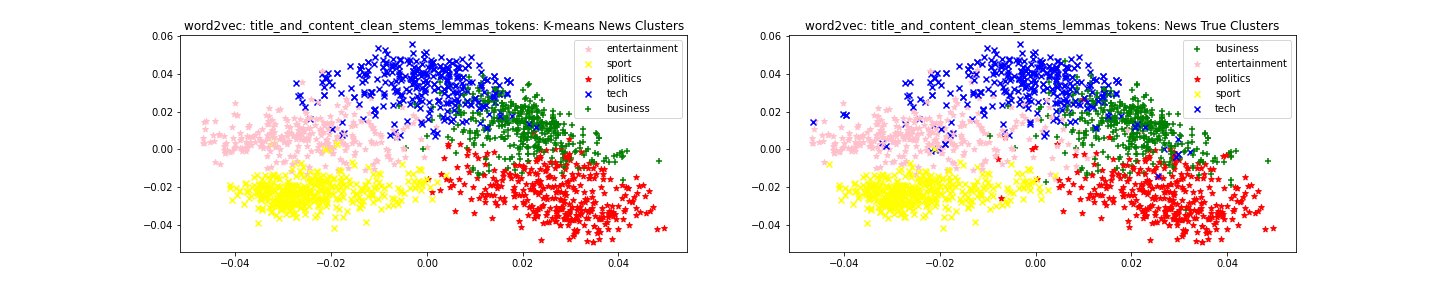 word2vec: title_and_content_clean_stems_lemmas_tokens: K-means News Clusters
0.06
0.04
0.02
0.00
−0.02
−0.04
−0.04
−0.02
0.00
0.02
0.04
entertainment
sport
politics
tech
business
word2vec: title_and_content_clean_stems_lemmas_tokens: News True Clusters
0.06
0.04
0.02
0.00
−0.02
−0.04
−0.04
−0.02
0.00
0.02
0.04
business
entertainment
politics
sport
tech